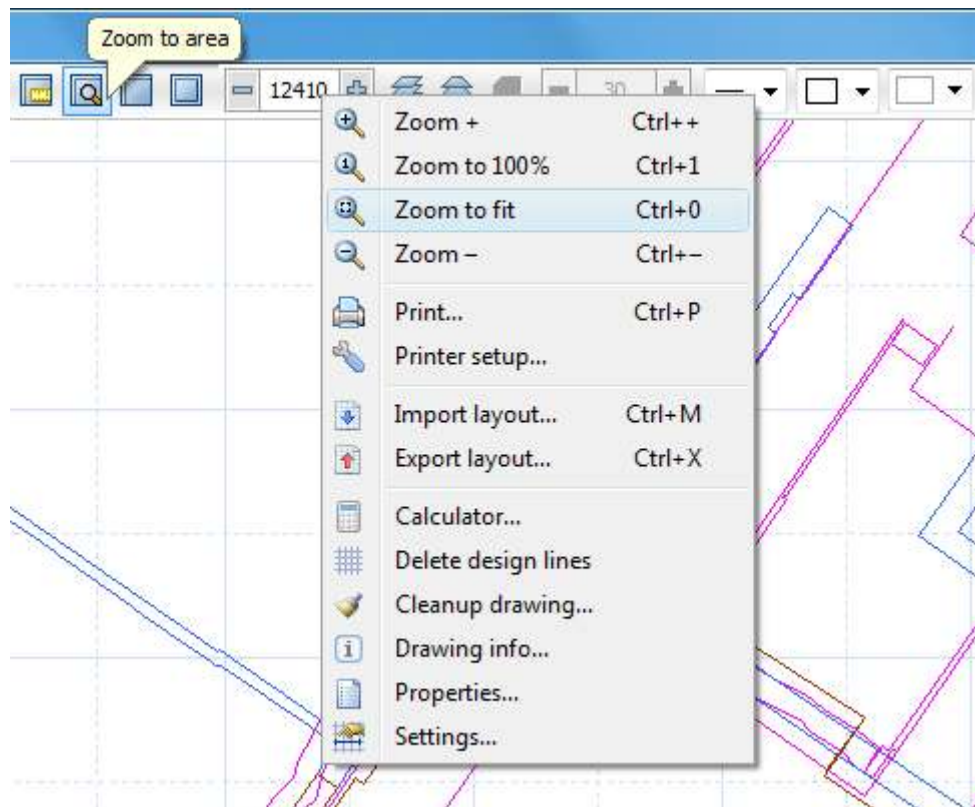 Zoom to area
12410 30
Zoom + Ctrl++
Zoom to 100% Ctrl+1
Zoom to fit Ctrl+0
Zoom – Ctrl+–
Print... Ctrl+P
Printer setup...
Import layout... Ctrl+M
Export layout... Ctrl+X
Calculator...
Delete design lines
Cleanup drawing...
Drawing info...
Properties...
Settings...